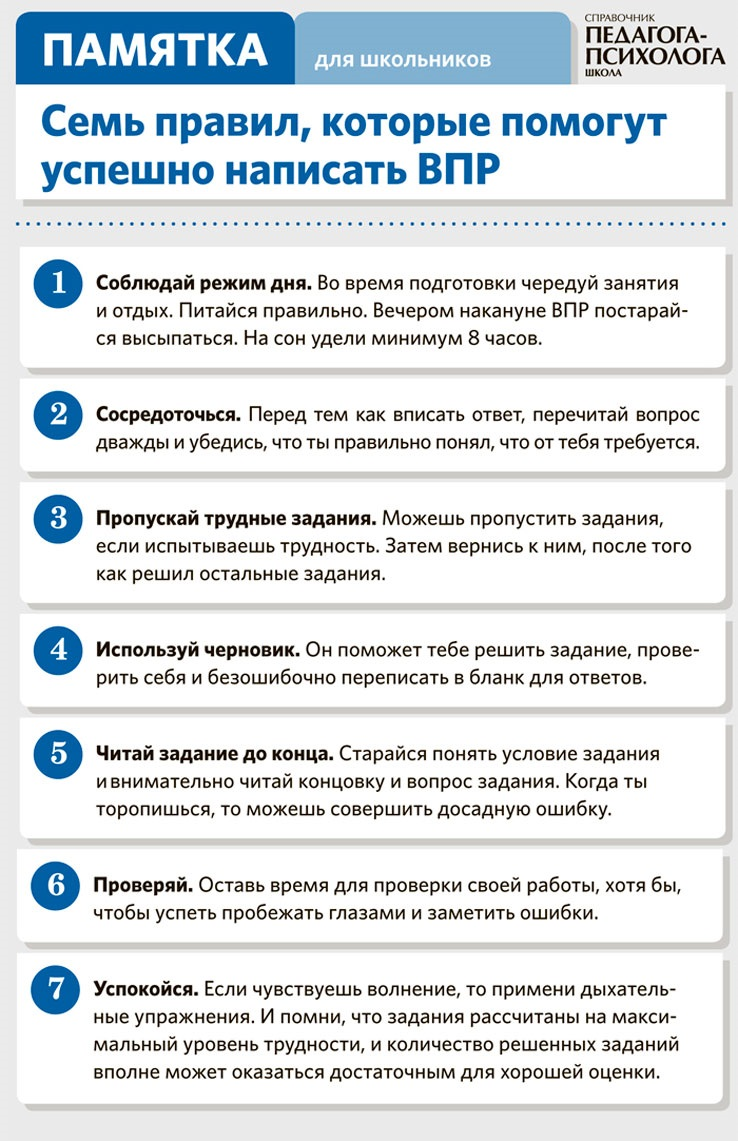 ПАМЯТКА
для школьников
СПРАВОЧНИК
ПЕДАГОГА-
ПСИХОЛОГА
ШКОЛА
Семь правил, которые помогут
успешно написать ВПР
1
Соблюдай режим дня. Во время подготовки чередуй занятия
и отдых. Питайся правильно. Вечером накануне ВПР постарай-
ся высыпаться. На сон удели минимум 8 часов.
2
Сосредоточься. Перед тем как вписать ответ, перечитай вопрос
дважды и убедись, что ты правильно понял, что от тебя требуется.
3
Пропускай трудные задания. Можешь пропустить задания,
если испытываешь трудность. Затем вернись к ним, после того
как решил остальные задания.
4
Используй черновик. Он поможет тебе решить задание, прове-
рить себя и безошибочно переписать в бланк для ответов.
5
Читай задание до конца. Старайся понять условие задания
и внимательно читай концовку и вопрос задания. Когда ты
торопишься, то можешь совершить досадную ошибку.
6
Проверяй. Оставь время для проверки своей работы, хотя бы,
чтобы успеть пробежать глазами и заметить ошибки.
7
Успокойся. Если чувствуешь волнение, то примени дыхатель-
ные упражнения. И помни, что задания рассчитаны на макси-
мальный уровень трудности, и количество решенных заданий
вполне может оказаться достаточным для хорошей оценки.